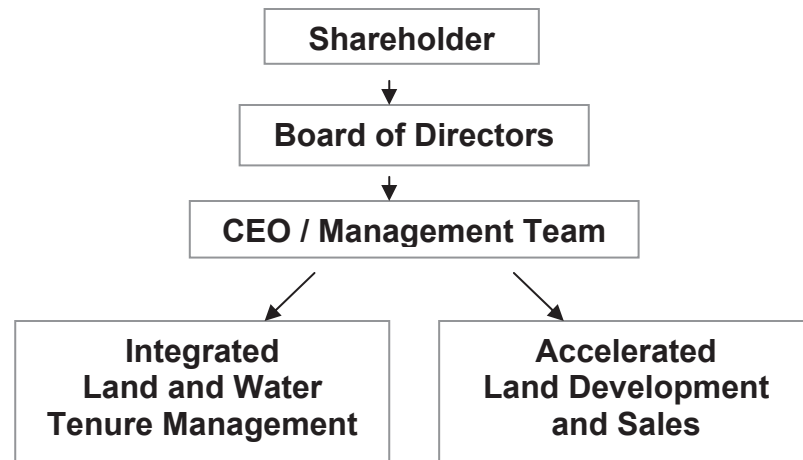 Shareholder
Board of Directors
CEO / Management Team
Integrated
Land and Water
Tenure Management
Accelerated
Land Development
and Sales